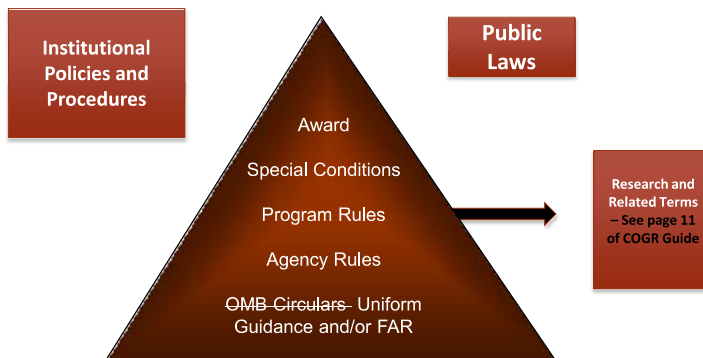 Institutional
Policies and
Procedures
Public
Laws
Award
Special Conditions
Program Rules
Agency Rules
OMB Circulars Uniform
Guidance and/or FAR
Research and
Related Terms
– See page 11
of COGR Guide